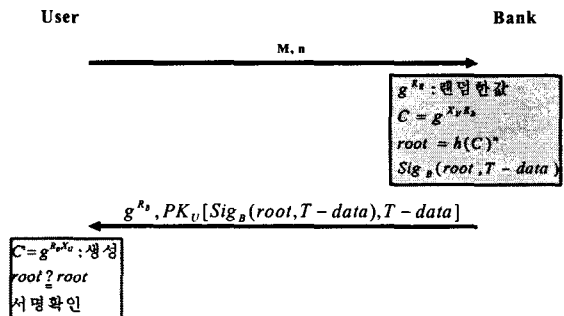 User
Bank
M, n
g^{R_B} : 랜덤한값
C = g^{X_U R_B}
root = h(C)^n
Sig_B(root, T - data)
g^{R_B}, PK_U[Sig_B(root, T - data), T - data]
C = g^{R_B X_U} : 생성
root ? = root
서명확인